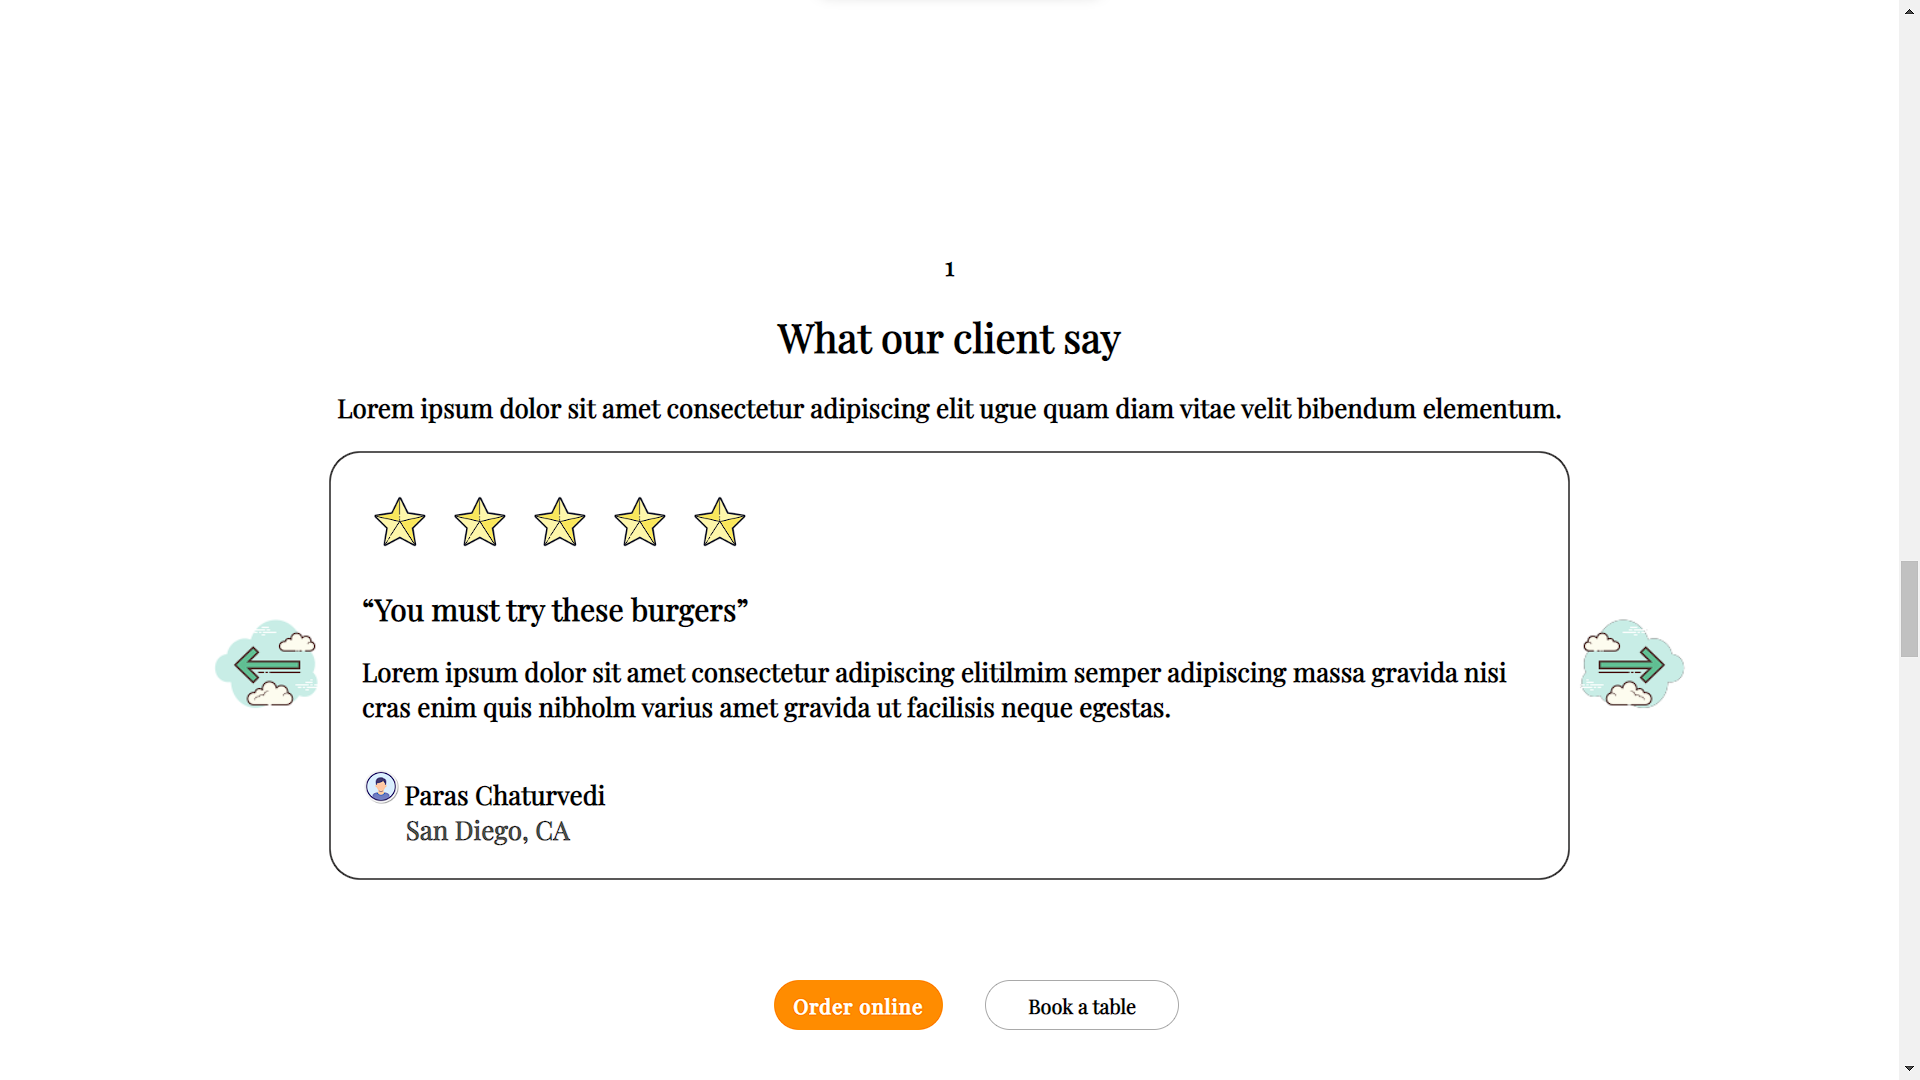 1
What our client say
Lorem ipsum dolor sit amet consectetur adipiscing elit ugue quam diam vitae velit bibendum elementum.
“You must try these burgers”
Lorem ipsum dolor sit amet consectetur adipiscing elitilmim semper adipiscing massa gravida nisi
cras enim quis nibholm varius amet gravida ut facilisis neque egestas.
Paras Chaturvedi
San Diego, CA
Order online
Book a table